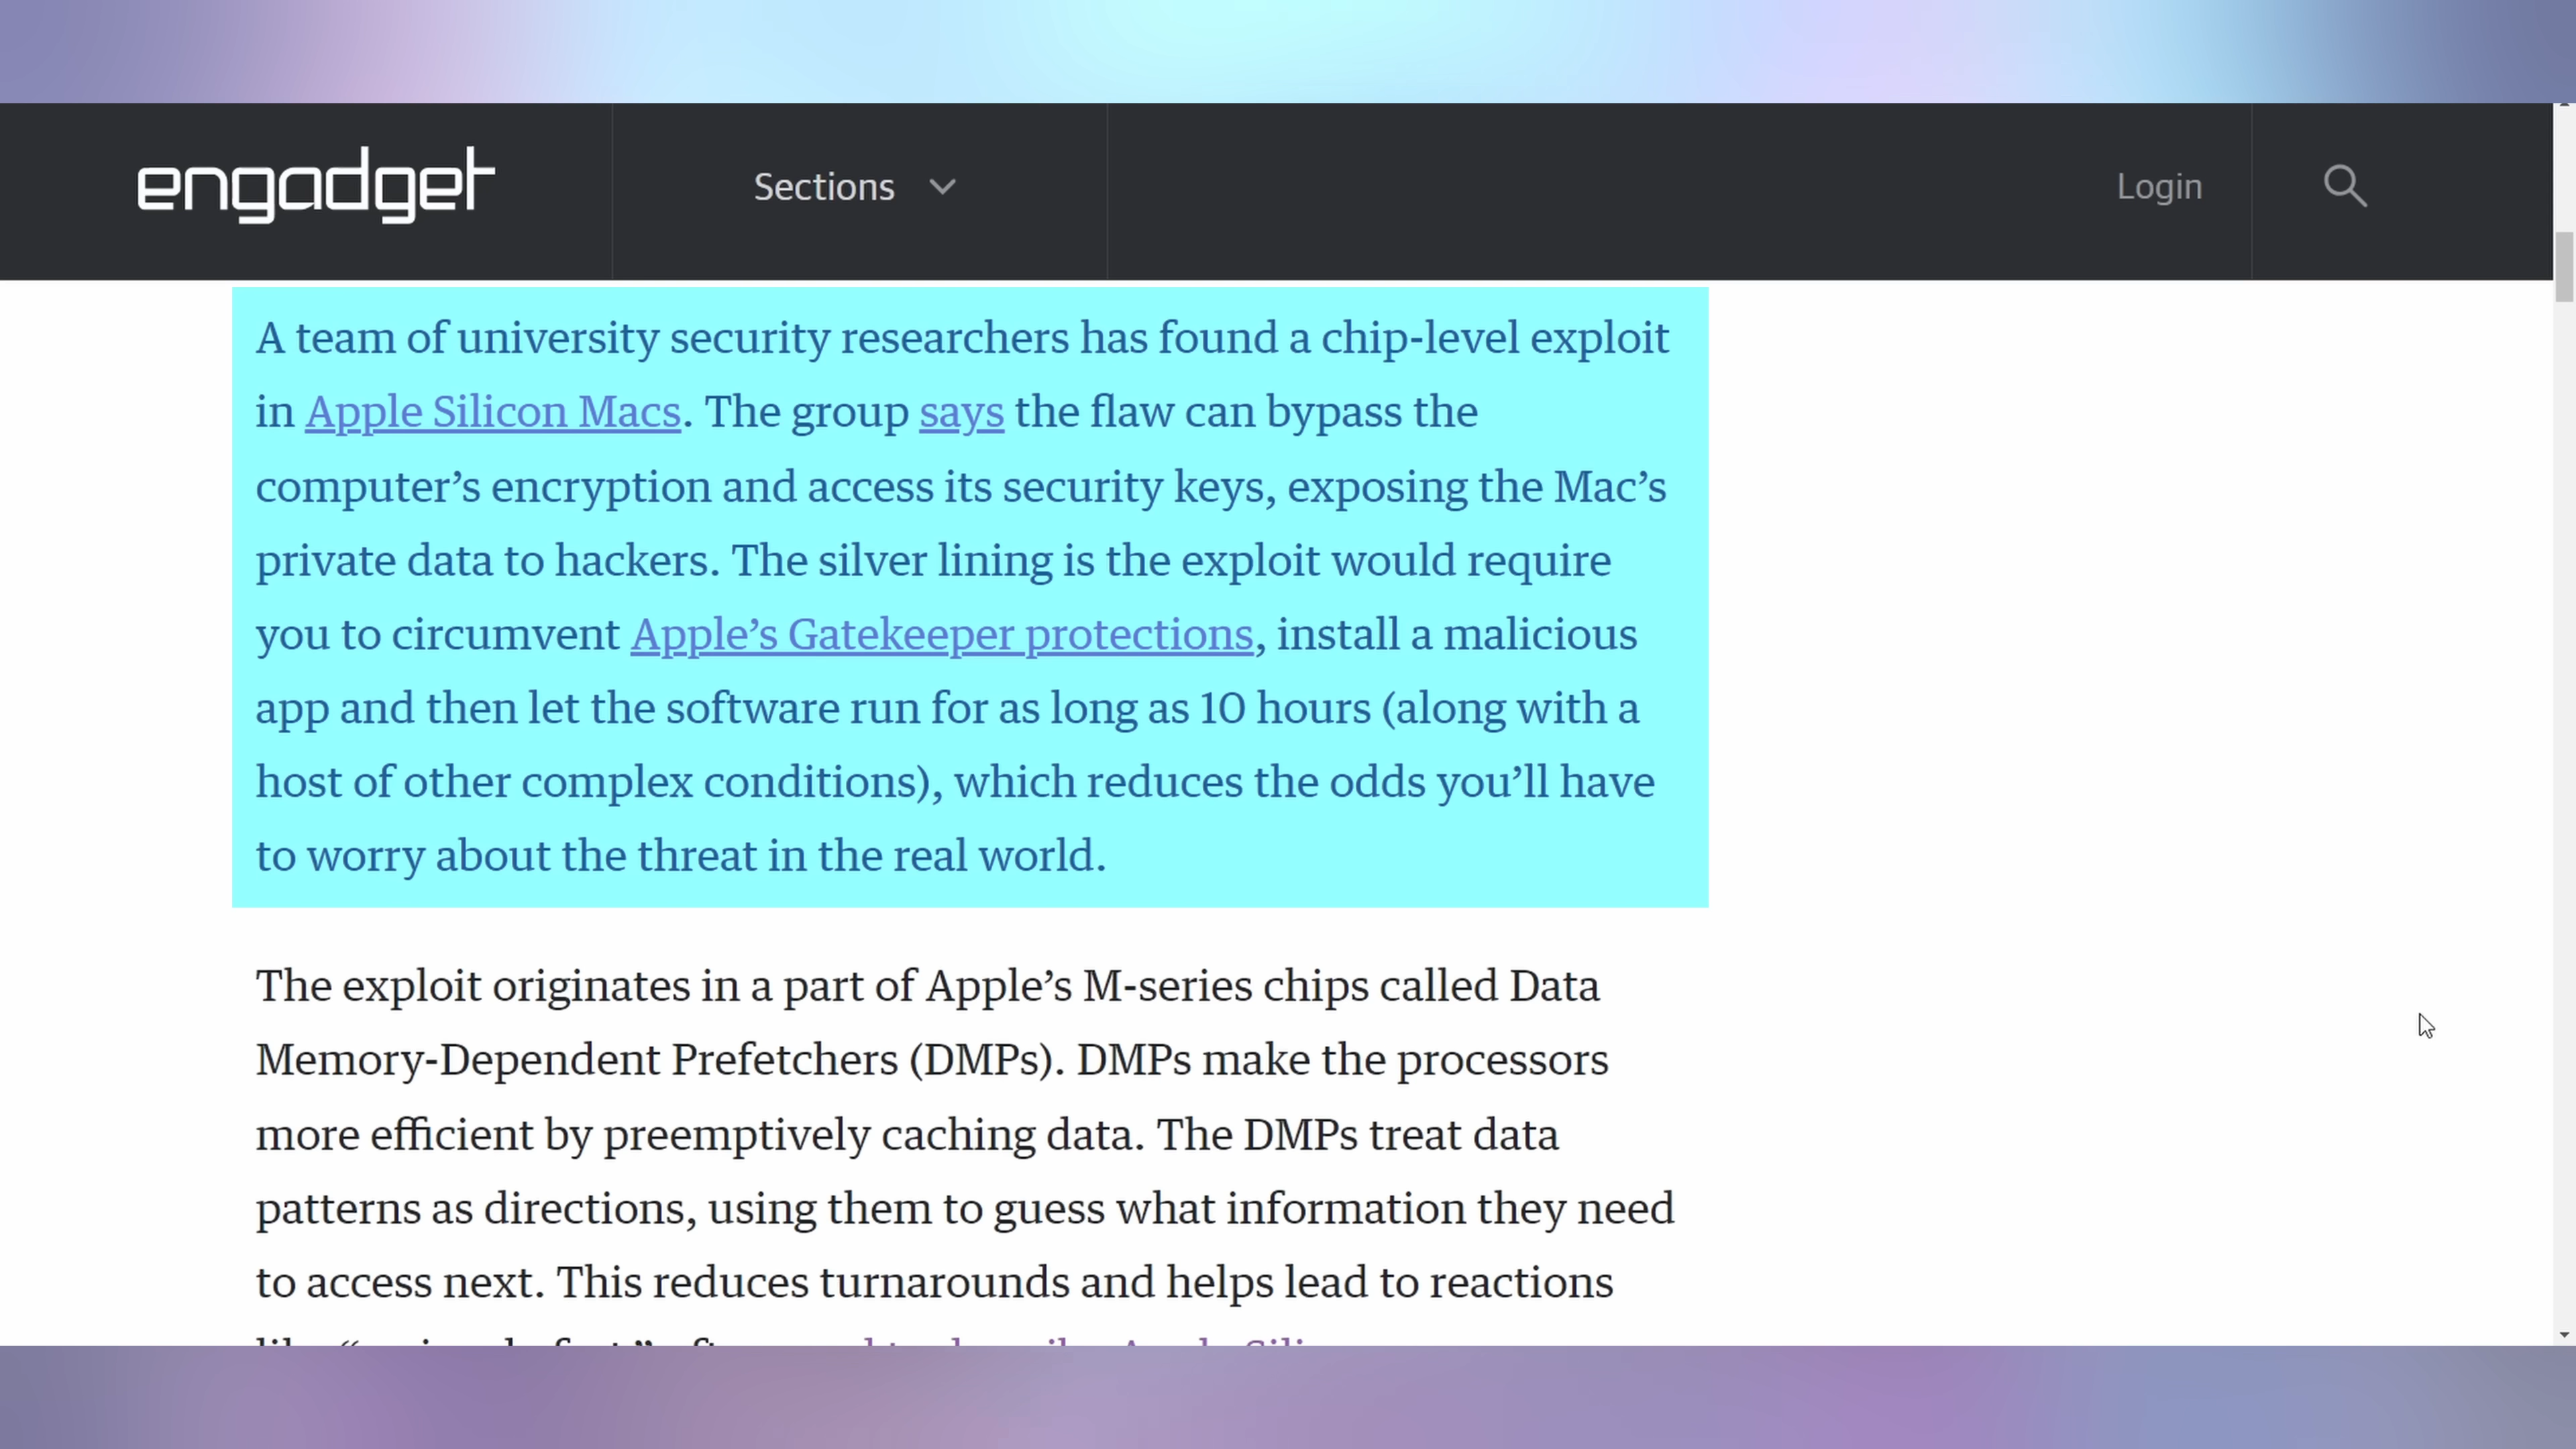 engadget
Sections
Login
A team of university security researchers has found a chip-level exploit
in Apple Silicon Macs. The group says the flaw can bypass the
computer’s encryption and access its security keys, exposing the Mac’s
private data to hackers. The silver lining is the exploit would require
you to circumvent Apple’s Gatekeeper protections, install a malicious
app and then let the software run for as long as 10 hours (along with a
host of other complex conditions), which reduces the odds you’ll have
to worry about the threat in the real world.
The exploit originates in a part of Apple’s M-series chips called Data
Memory-Dependent Prefetchers (DMPs). DMPs make the processors
more efficient by preemptively caching data. The DMPs treat data
patterns as directions, using them to guess what information they need
to access next. This reduces turnarounds and helps lead to reactions